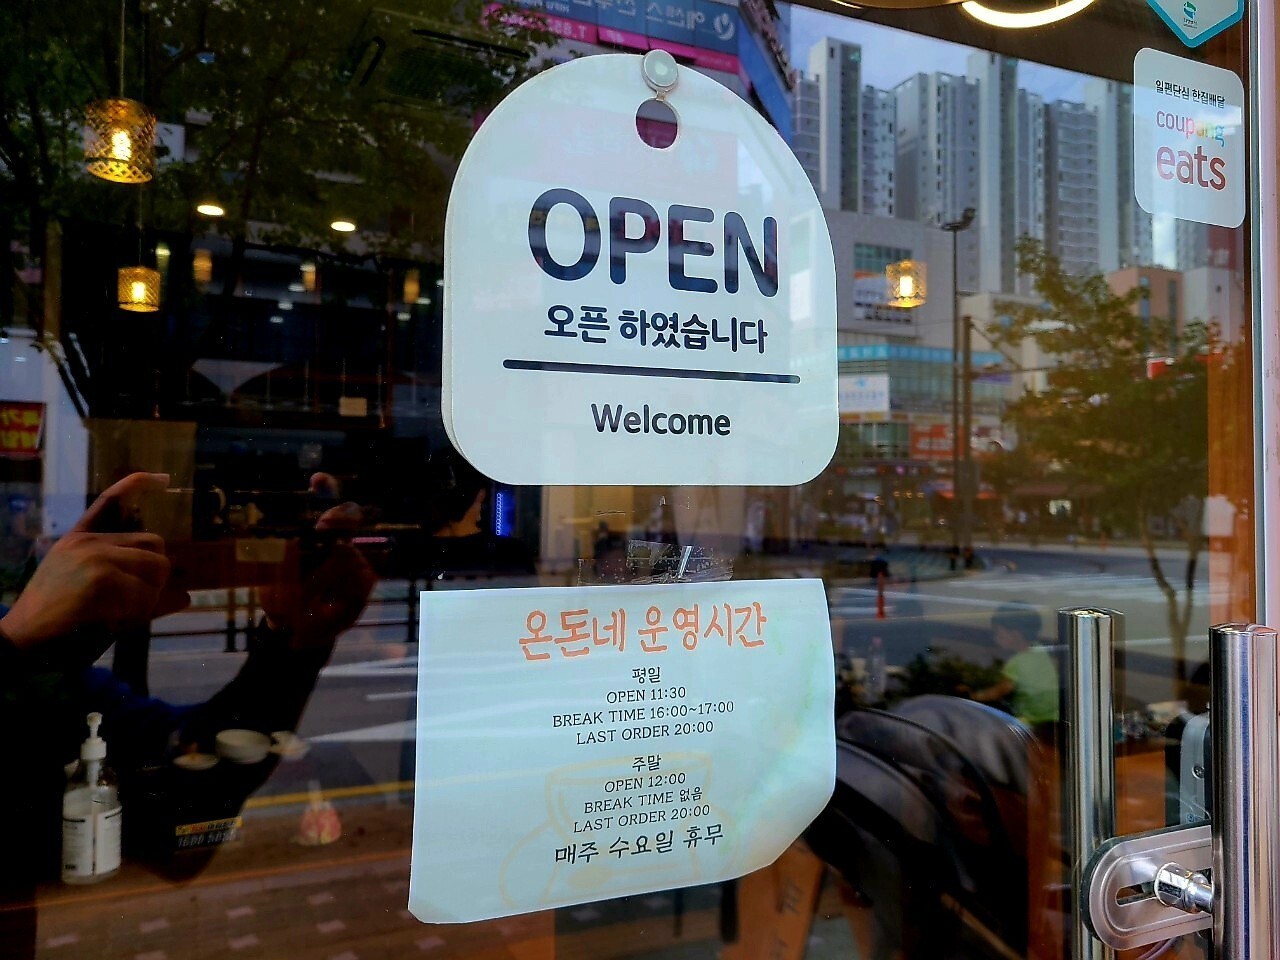 일편단심 한집배달
coupang
eats
OPEN
오픈 하였습니다
Welcome
온돈네 운영시간
평일
OPEN 11:30
BREAK TIME 16:00~17:00
LAST ORDER 20:00
주말
OPEN 12:00
BREAK TIME 없음
LAST ORDER 20:00
매주 수요일 휴무